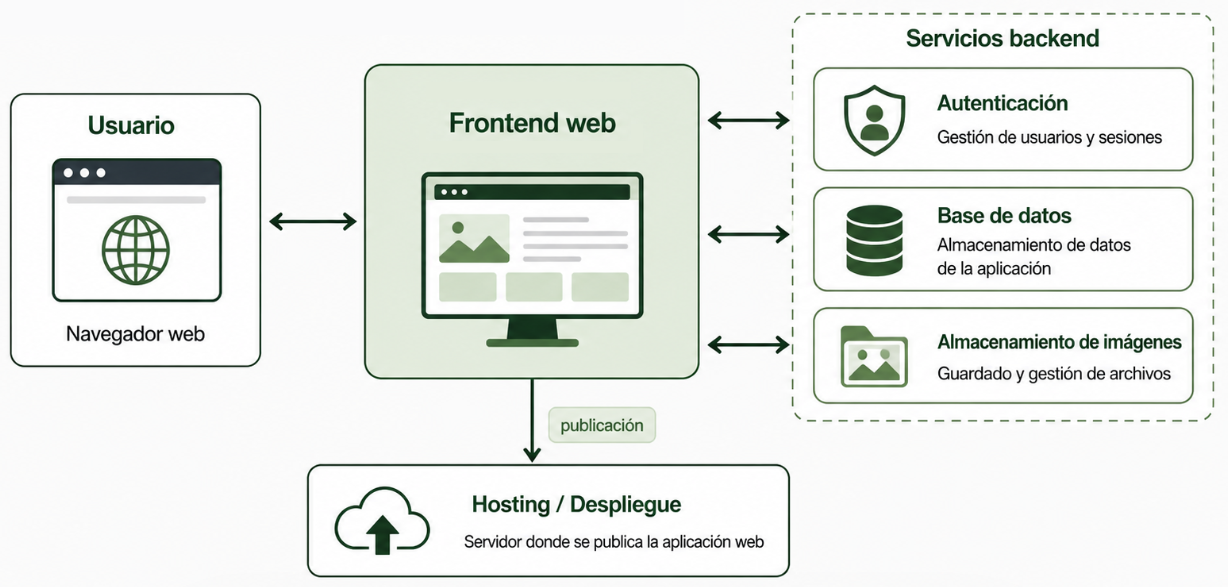 Usuario
Navegador web
Frontend web
Servicios backend
Autenticación
Gestión de usuarios y sesiones
Base de datos
Almacenamiento de datos
de la aplicación
Almacenamiento de imágenes
Guardado y gestión de archivos
publicación
Hosting / Despliegue
Servidor donde se publica la aplicación web